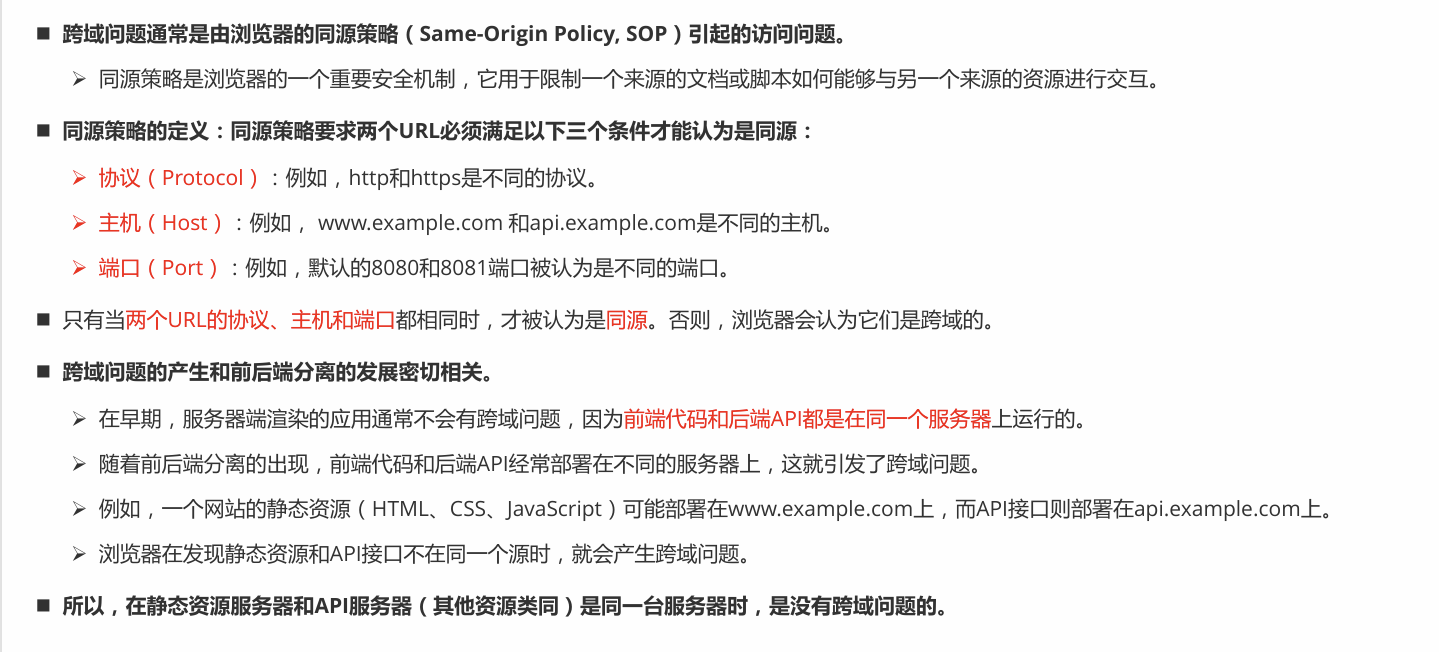 ■ 跨域问题通常是由浏览器的同源策略（Same-Origin Policy, SOP）引起的访问问题。
➢ 同源策略是浏览器的一个重要安全机制，它用于限制一个来源的文档或脚本如何能够与另一个来源的资源进行交互。
■ 同源策略的定义：同源策略要求两个URL必须满足以下三个条件才能认为是同源：
➢ 协议（Protocol）：例如，http和https是不同的协议。
➢ 主机（Host）：例如， www.example.com 和api.example.com是不同的主机。
➢ 端口（Port）：例如，默认的8080和8081端口被认为是不同的端口。
■ 只有当两个URL的协议、主机和端口都相同时，才被认为是同源。否则，浏览器会认为它们是跨域的。
■ 跨域问题的产生和前后端分离的发展密切相关。
➢ 在早期，服务器端渲染的应用通常不会有跨域问题，因为前端代码和后端API都是在同一个服务器上运行的。
➢ 随着前后端分离的出现，前端代码和后端API经常部署在不同的服务器上，这就引发了跨域问题。
➢ 例如，一个网站的静态资源（HTML、CSS、JavaScript）可能部署在www.example.com上，而API接口则部署在api.example.com上。
➢ 浏览器在发现静态资源和API接口不在同一个源时，就会产生跨域问题。
■ 所以，在静态资源服务器和API服务器（其他资源类同）是同一台服务器时，是没有跨域问题的。